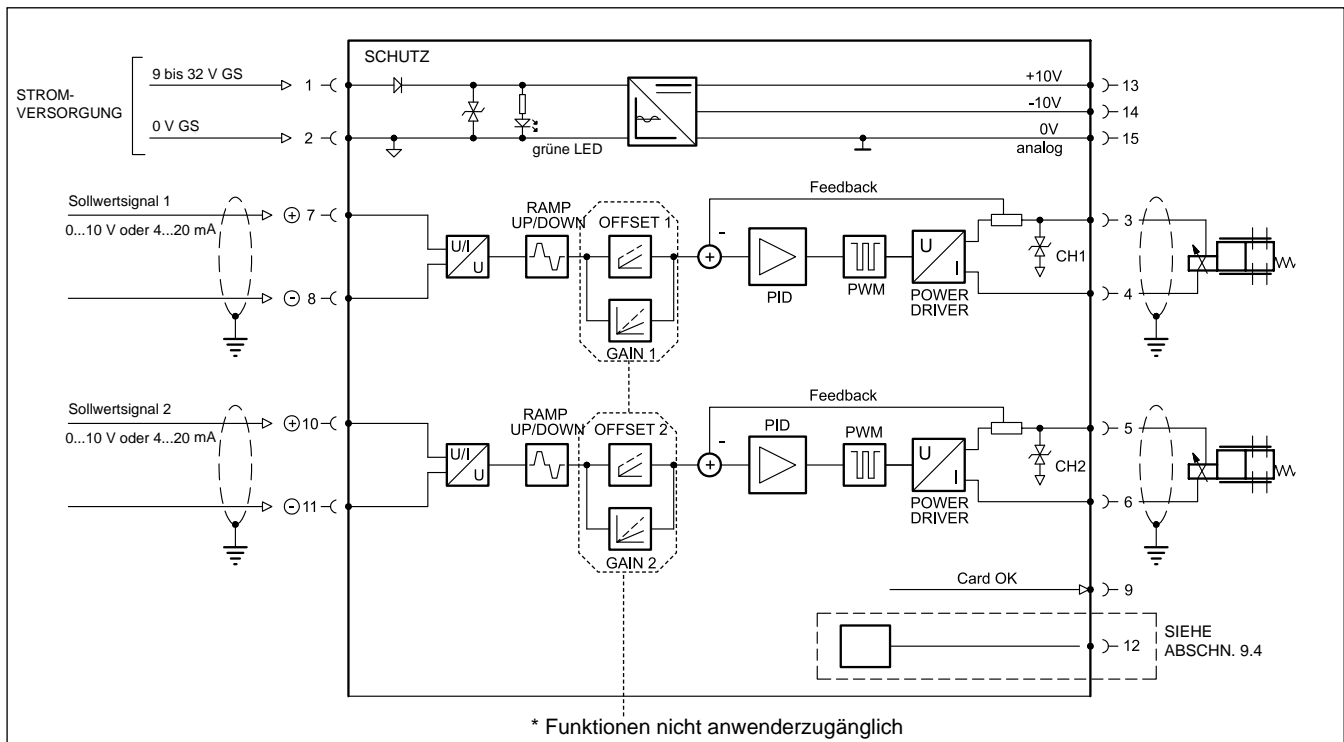 SCHUTZ
STROM-
VERSORGUNG
9 bis 32 V GS
0 V GS
1
2
grüne LED
+10V
-10V
0V
analog
13
14
15
Sollwertsignal 1
0...10 V oder 4...20 mA
+ 7
- 8
U/I
U
RAMP
UP/DOWN
OFFSET 1
GAIN 1
Feedback
-
+
PID
PWM
U
I
POWER
DRIVER
CH1
3
4
Sollwertsignal 2
0...10 V oder 4...20 mA
+ 10
- 11
U/I
U
RAMP
UP/DOWN
OFFSET 2
GAIN 2
Feedback
-
+
PID
PWM
U
I
POWER
DRIVER
CH2
5
6
Card OK
9
12
SIEHE
ABSCHN. 9.4
* Funktionen nicht anwenderzugänglich